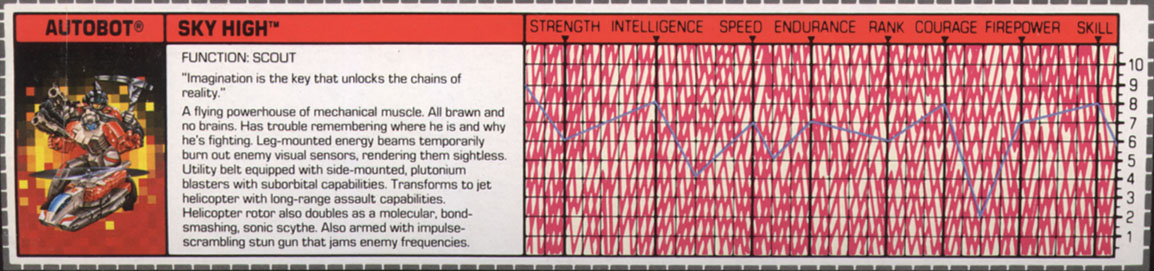 AUTOBOT®
SKY HIGH™
STRENGTH INTELLIGENCE SPEED ENDURANCE RANK COURAGE FIREPOWER SKILL
FUNCTION: SCOUT
"Imagination is the key that unlocks the chains of
reality."
A flying powerhouse of mechanical muscle. All brawn and
no brains. Has trouble remembering where he is and why
he's fighting. Leg-mounted energy beams temporarily
burn out enemy visual sensors, rendering them sightless.
Utility belt equipped with side-mounted, plutonium
blasters with suborbital capabilities. Transforms to jet
helicopter with long-range assault capabilities.
Helicopter rotor also doubles as a molecular, bond-
smashing, sonic scythe. Also armed with impulse-
scrambling stun gun that jams enemy frequencies.
10
9
8
7
6
5
4
3
2
1